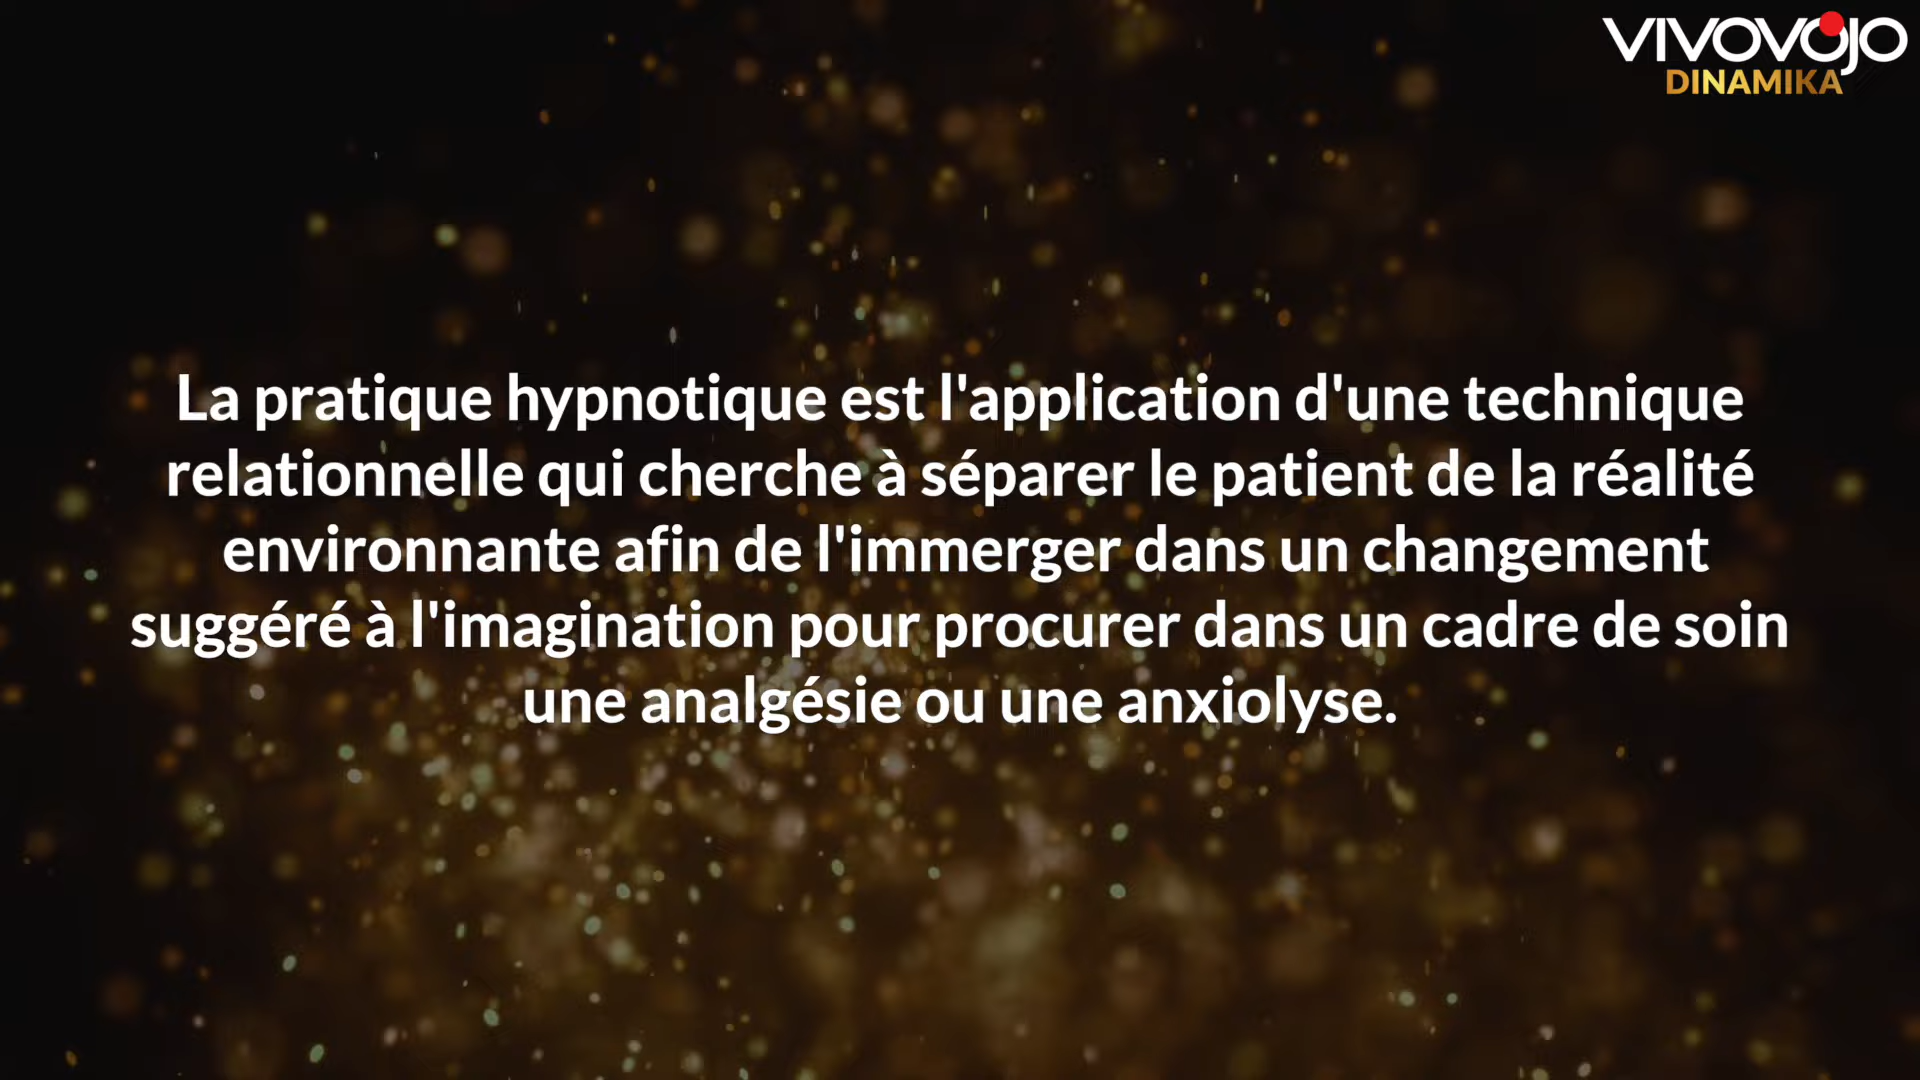 VIVOVOJO
DINAMIKA
La pratique hypnotique est l'application d'une technique
relationnelle qui cherche à séparer le patient de la réalité
environnante afin de l'immerger dans un changement
suggéré à l'imagination pour procurer dans un cadre de soin
une analgésie ou une anxiolyse.